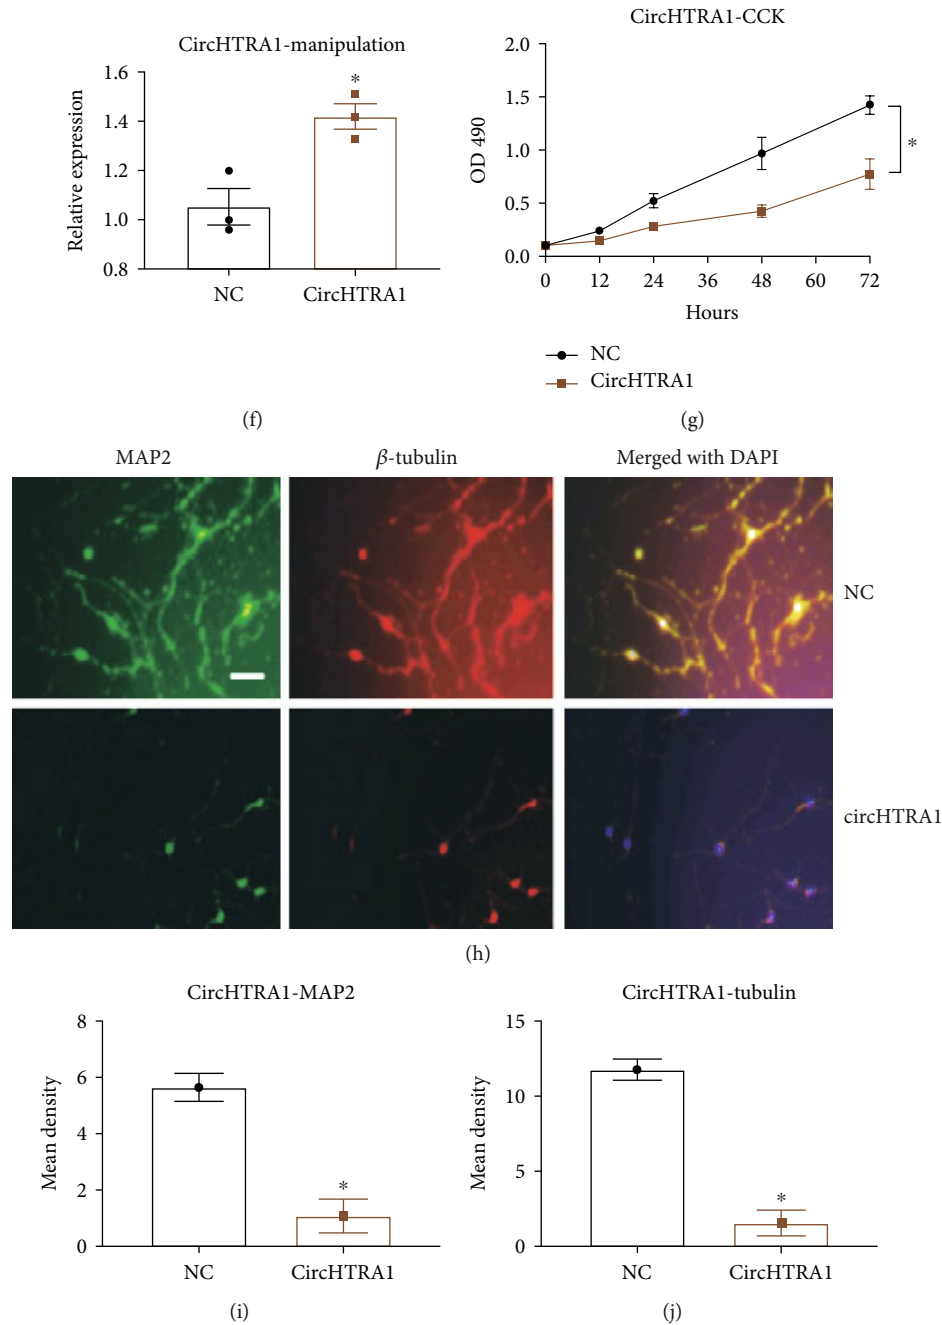 CircHTRA1-manipulation
Relative expression
1.6
1.4
1.2
1.0
0.8
*
NC
CircHTRA1
(f)
CircHTRA1-CCK
OD 490
2.0
1.5
1.0
0.5
0.0
*
0 12 24 36 48 60 72
Hours
NC
CircHTRA1
(g)
MAP2
β-tubulin
Merged with DAPI
NC
circHTRA1
(h)
CircHTRA1-MAP2
Mean density
8
6
4
2
0
*
NC
CircHTRA1
(i)
CircHTRA1-tubulin
Mean density
15
10
5
0
*
NC
CircHTRA1
(j)